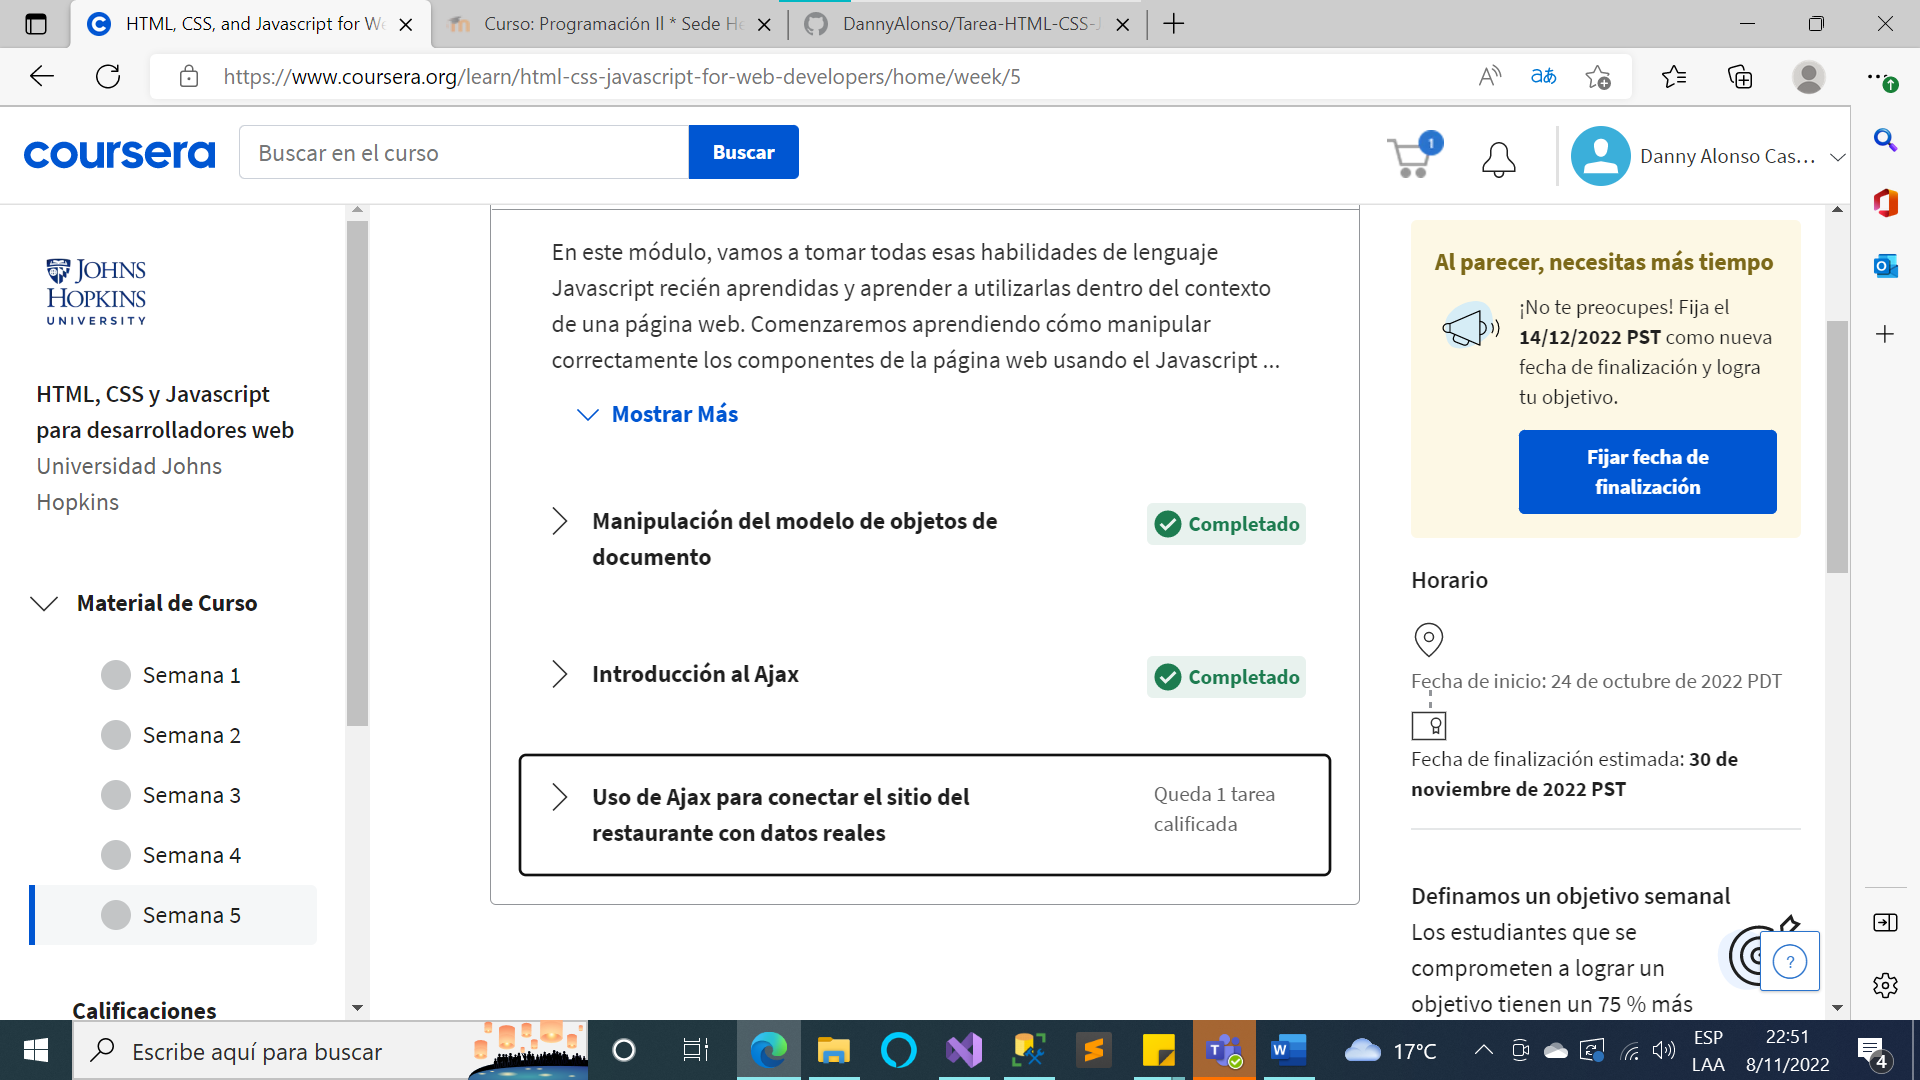 HTML, CSS, and Javascript for We
Curso: Programación II * Sede He
DannyAlonso/Tarea-HTML-CSS-J
https://www.coursera.org/learn/html-css-javascript-for-web-developers/home/week/5
coursera
Buscar en el curso
Buscar
1
Danny Alonso Cas...
JOHNS
HOPKINS
UNIVERSITY
HTML, CSS y Javascript
para desarrolladores web
Universidad Johns
Hopkins
Material de Curso
Semana 1
Semana 2
Semana 3
Semana 4
Semana 5
Calificaciones
En este módulo, vamos a tomar todas esas habilidades de lenguaje
Javascript recién aprendidas y aprender a utilizarlas dentro del contexto
de una página web. Comenzaremos aprendiendo cómo manipular
correctamente los componentes de la página web usando el Javascript ...
Mostrar Más
Manipulación del modelo de objetos de
documento
Completado
Introducción al Ajax
Completado
Uso de Ajax para conectar el sitio del
restaurante con datos reales
Queda 1 tarea
calificada
Al parecer, necesitas más tiempo
¡No te preocupes! Fija el
14/12/2022 PST como nueva
fecha de finalización y logra
tu objetivo.
Fijar fecha de
finalización
Horario
Fecha de inicio: 24 de octubre de 2022 PDT
Fecha de finalización estimada: 30 de
noviembre de 2022 PST
Definamos un objetivo semanal
Los estudiantes que se
comprometen a lograr un
objetivo tienen un 75 % más
?
Escribe aquí para buscar
17°C
ESP
LAA
22:51
8/11/2022
4